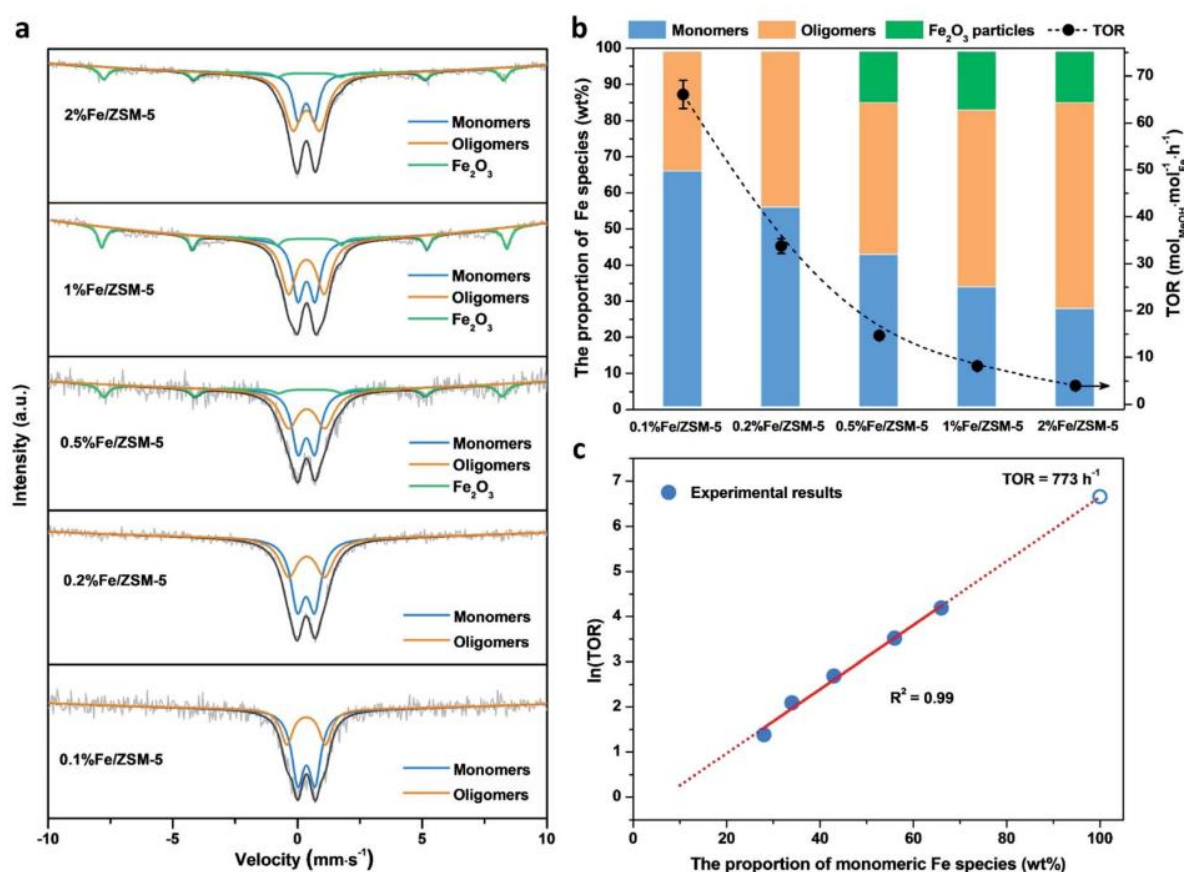 a
2%Fe/ZSM-5
Monomers
Oligomers
Fe₂O₃
1%Fe/ZSM-5
Monomers
Oligomers
Fe₂O₃
0.5%Fe/ZSM-5
Monomers
Oligomers
Fe₂O₃
0.2%Fe/ZSM-5
Monomers
Oligomers
0.1%Fe/ZSM-5
Monomers
Oligomers
Intensity (a.u.)
-10 -5 0 5 10
Velocity (mm·s⁻¹)
b
Monomers Oligomers Fe₂O₃ particles TOR
100
90
80
70
60
50
40
30
20
10
0
The proportion of Fe species (wt%)
70
60
50
40
30
20
10
0
TOR (mol_MeOH·mol⁻¹_Fe·h⁻¹)
0.1%Fe/ZSM-5 0.2%Fe/ZSM-5 0.5%Fe/ZSM-5 1%Fe/ZSM-5 2%Fe/ZSM-5
c
7
6
5
4
3
2
1
0
ln(TOR)
Experimental results
TOR = 773 h⁻¹
R² = 0.99
0 20 40 60 80 100
The proportion of monomeric Fe species (wt%)